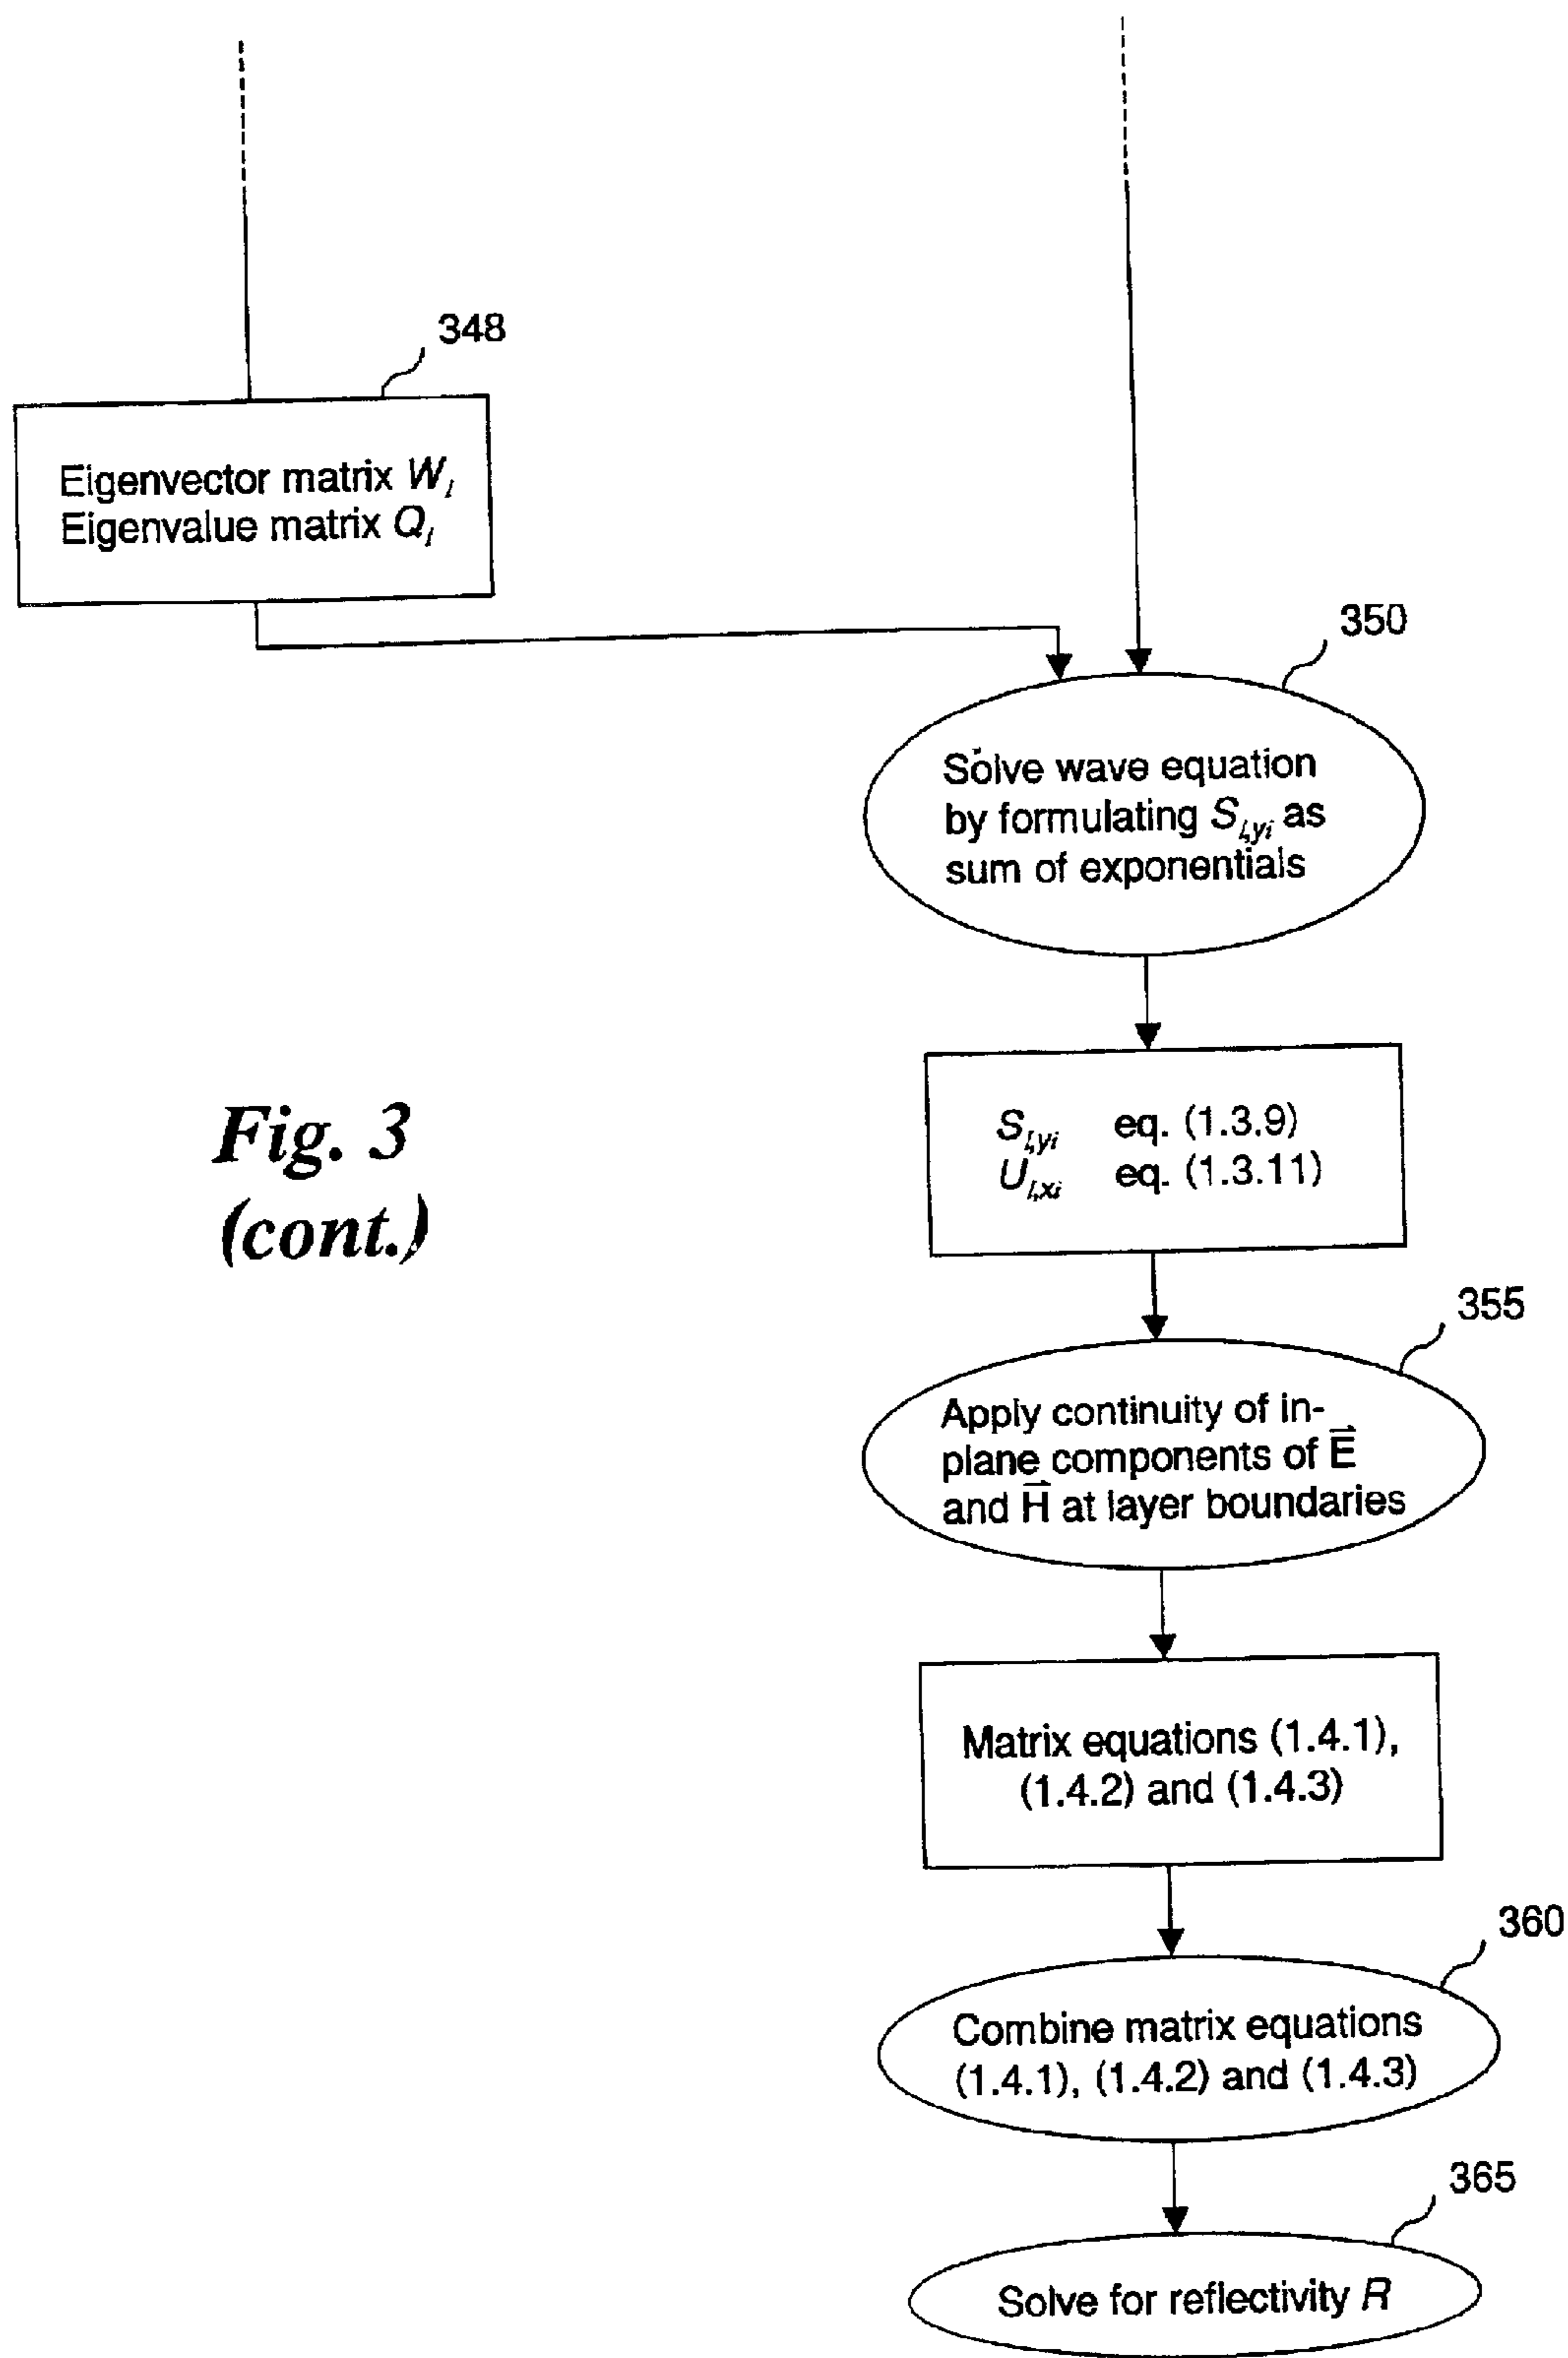 348
Eigenvector matrix W_l
Eigenvalue matrix Q_l
350
Solve wave equation
by formulating S_l,yi as
sum of exponentials
S_l,yi eq. (1.3.9)
U_l,xi eq. (1.3.11)
Fig. 3
(cont.)
355
Apply continuity of in-
plane components of E⃗
and H⃗ at layer boundaries
Matrix equations (1.4.1),
(1.4.2) and (1.4.3)
360
Combine matrix equations
(1.4.1), (1.4.2) and (1.4.3)
365
Solve for reflectivity R